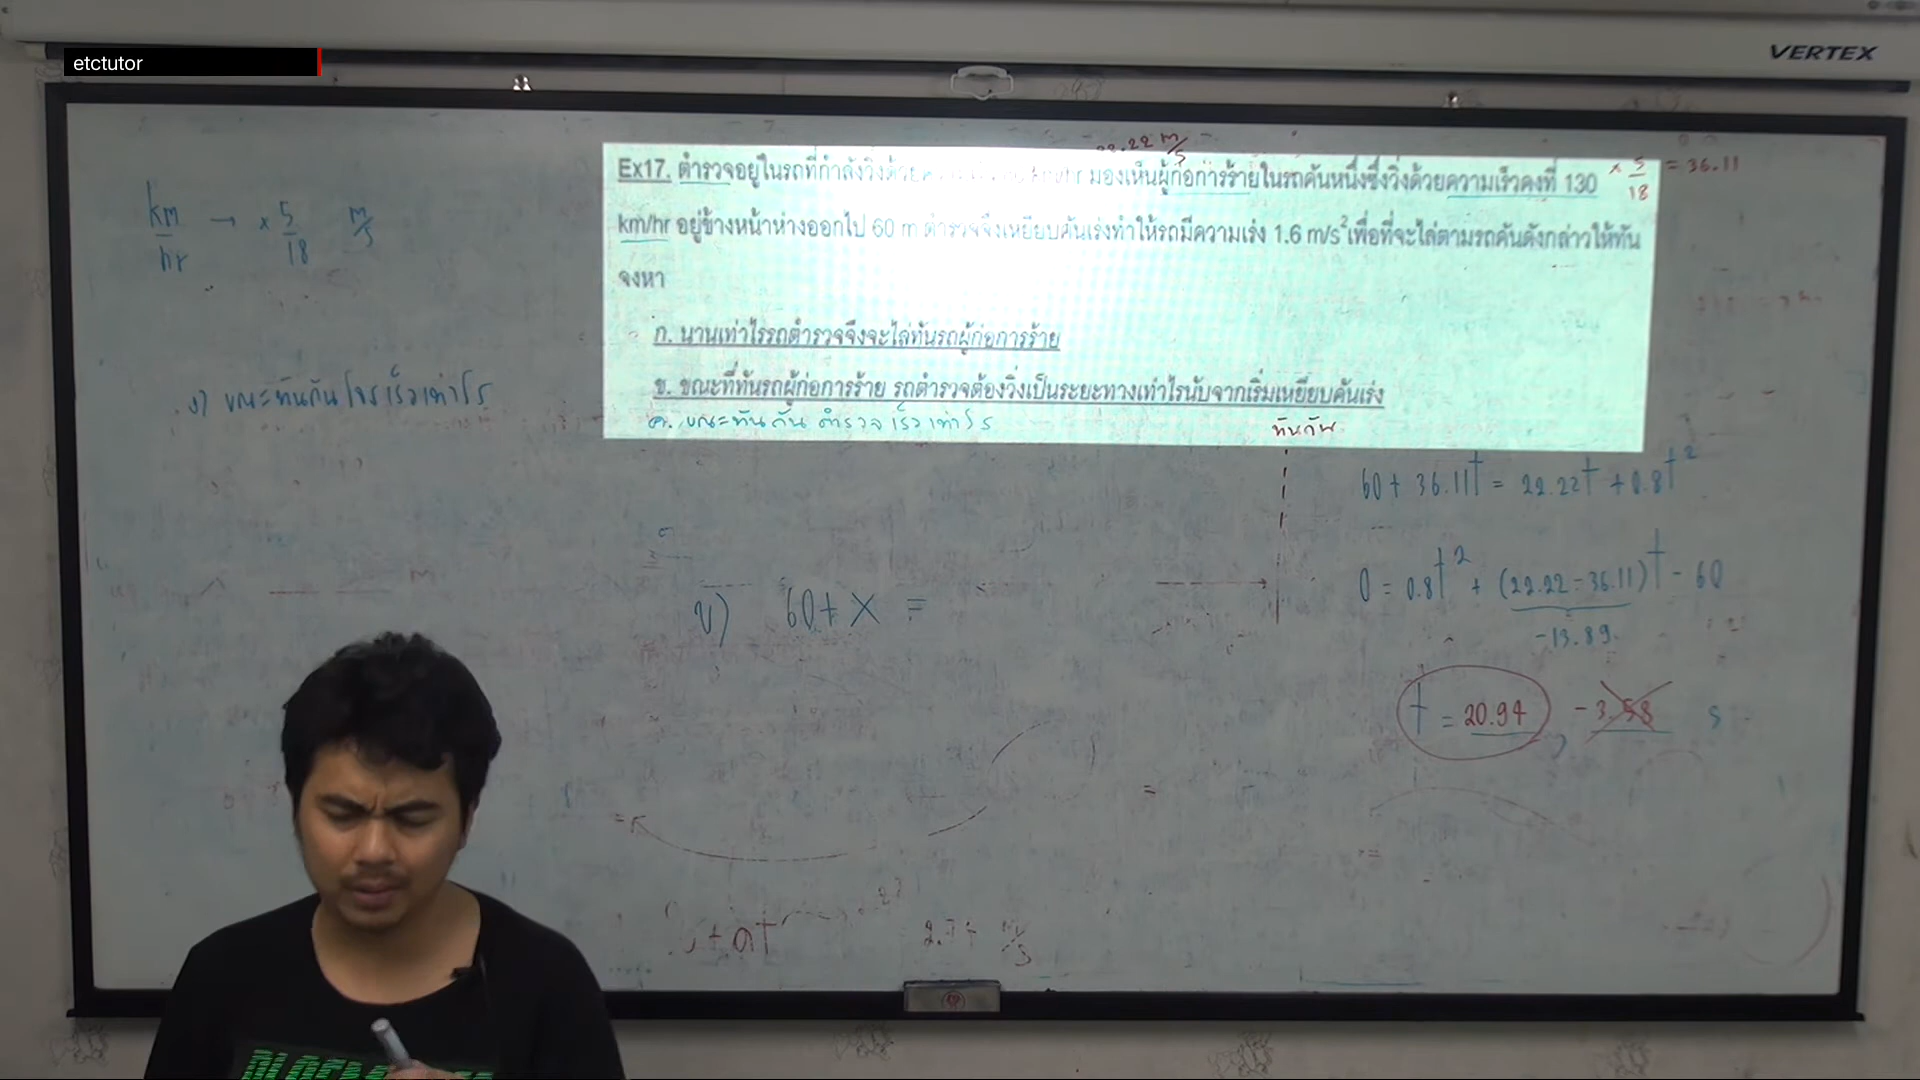 etctutor
VERTEX
22.22 m/s
Ex17. ตำรวจอยู่ในรถที่กำลังวิ่งด้วย km/hr มองเห็นผู้ก่อการร้ายในรถคันหนึ่งซึ่งวิ่งด้วยความเร็วคงที่ 130 × 5/18 = 36.11
km/hr อยู่ข้างหน้าห่างออกไป 60 m ตำรวจจึงเหยียบคันเร่งทำให้รถมีความเร่ง 1.6 m/s² เพื่อที่จะไล่ตามรถคันดังกล่าวให้ทัน
จงหา
ก. นานเท่าไรรถตำรวจจึงจะไล่ทันรถผู้ก่อการร้าย
ข. ขณะที่ทันรถผู้ก่อการร้าย รถตำรวจต้องวิ่งเป็นระยะทางเท่าไรนับจากเริ่มเหยียบคันเร่ง
ค. ขณะทันกัน ตำรวจเร็วเท่าไร
ทันกัน
km/hr → × 5/18 m/s
ง) ขณะทันกันโจรเร็วเท่าไร
60 + 36.11t = 22.22t + 0.8t²
0 = 0.8t² + (22.22 - 36.11)t - 60
-13.89
ข) 60 + x =
t = 20.94 , -3.58 s
+ at
m/s